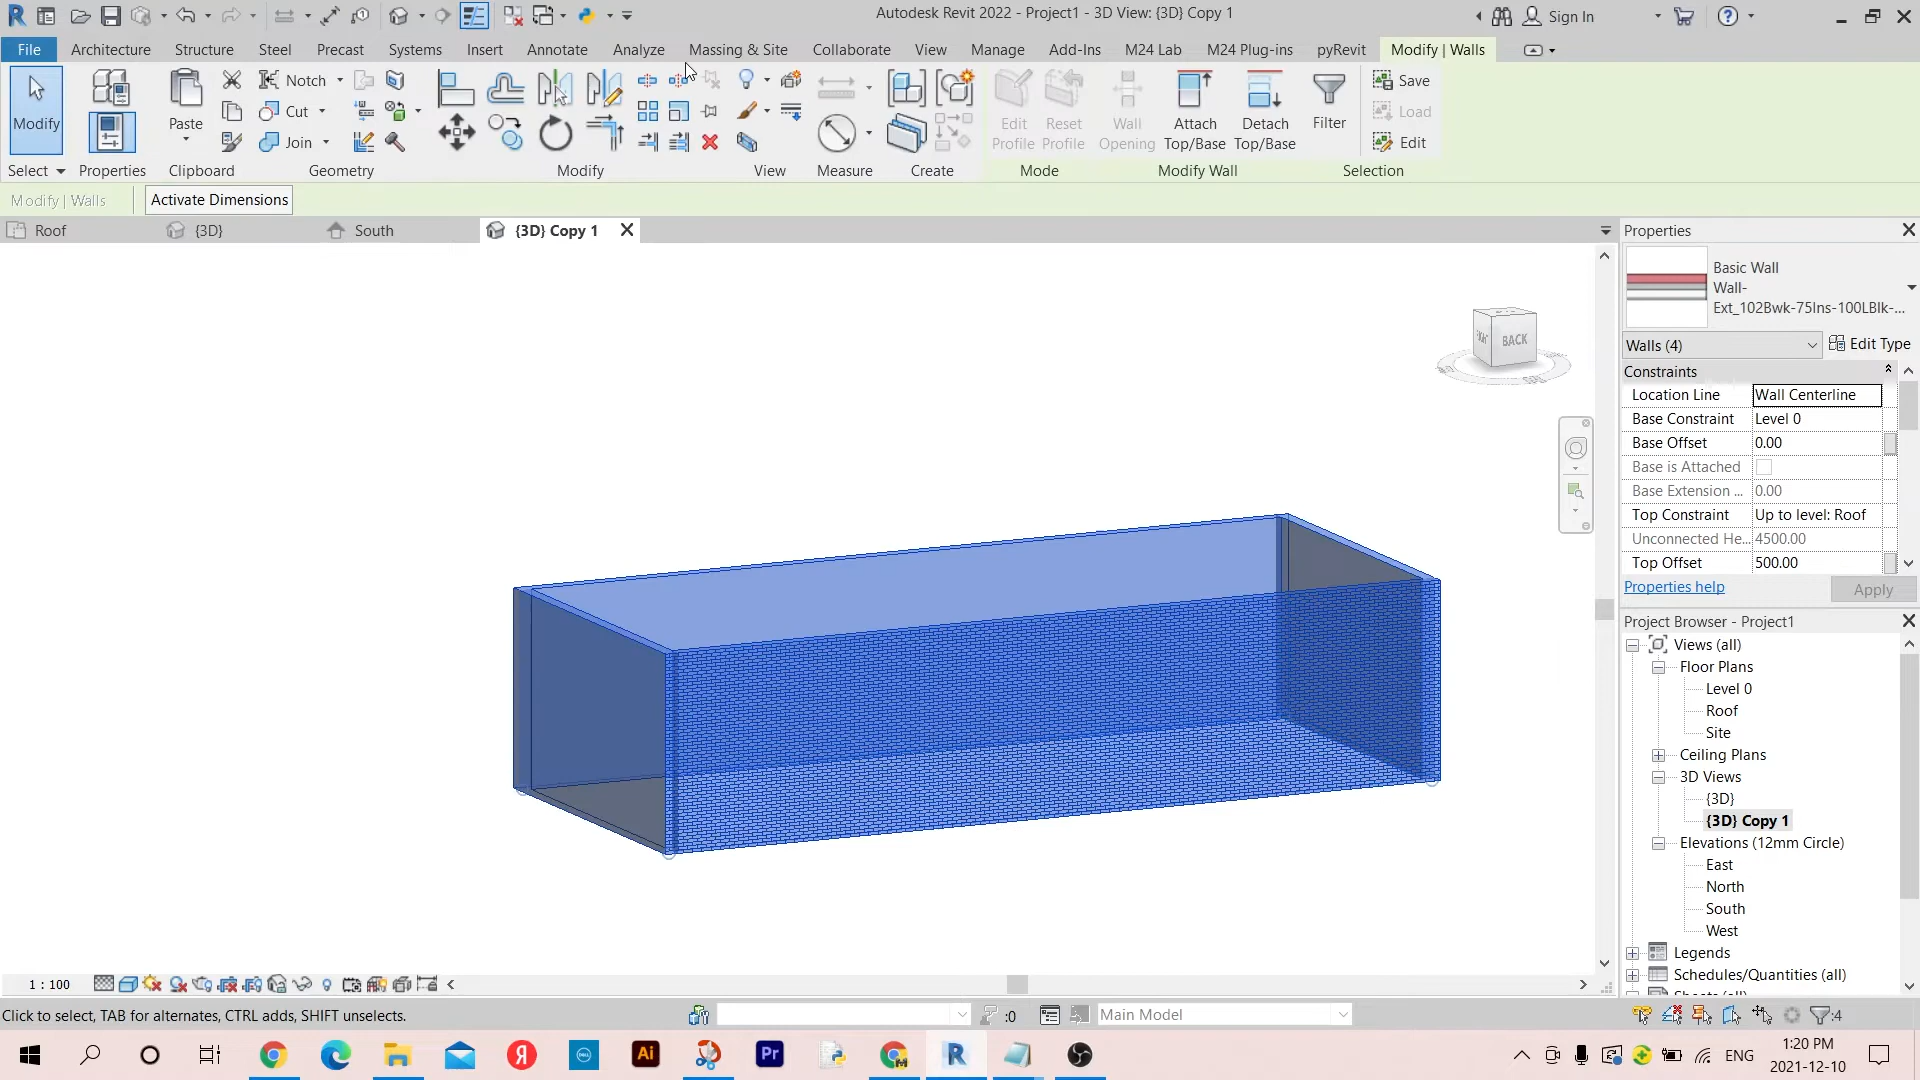 Autodesk Revit 2022 - Project1 - 3D View: {3D} Copy 1
Sign In
File
Architecture
Structure
Steel
Precast
Systems
Insert
Annotate
Analyze
Massing & Site
Collaborate
View
Manage
Add-Ins
M24 Lab
M24 Plug-ins
pyRevit
Modify | Walls
Modify
Paste
Notch
Cut
Join
Edit
Profile
Reset
Profile
Wall
Opening
Attach
Top/Base
Detach
Top/Base
Filter
Save
Load
Edit
Select
Properties
Clipboard
Geometry
Modify
View
Measure
Create
Mode
Modify Wall
Selection
Modify | Walls
Activate Dimensions
Roof
{3D}
South
{3D} Copy 1
BACK
Properties
Basic Wall
Wall-
Ext_102Bwk-75Ins-100LBlk-...
Walls (4)
Edit Type
Constraints
Location Line Wall Centerline
Base Constraint Level 0
Base Offset 0.00
Base is Attached
Base Extension ... 0.00
Top Constraint Up to level: Roof
Unconnected He... 4500.00
Top Offset 500.00
Properties help
Apply
Project Browser - Project1
Views (all)
Floor Plans
Level 0
Roof
Site
Ceiling Plans
3D Views
{3D}
{3D} Copy 1
Elevations (12mm Circle)
East
North
South
West
Legends
Schedules/Quantities (all)
1 : 100
Click to select, TAB for alternates, CTRL adds, SHIFT unselects.
:0
Main Model
:4
Ai
Pr
ENG
1:20 PM
2021-12-10